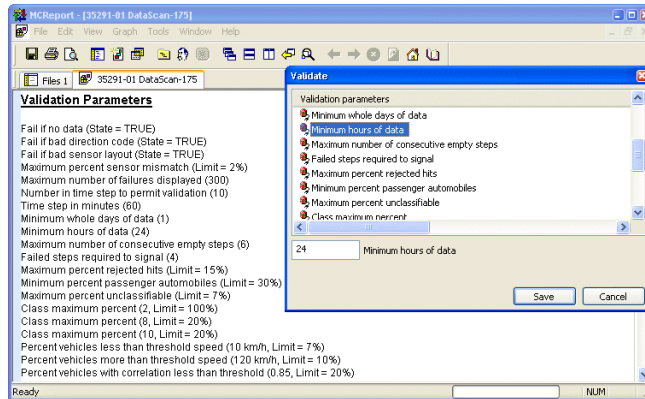 MCReport - [35291-01 DataScan-175]
File Edit View Graph Tools Window Help
Files 1 35291-01 DataScan-175
Validation Parameters
Fail if no data (State = TRUE)
Fail if bad direction code (State = TRUE)
Fail if bad sensor layout (State = TRUE)
Maximum percent sensor mismatch (Limit = 2%)
Maximum number of failures displayed (300)
Number in time step to permit validation (10)
Time step in minutes (60)
Minimum whole days of data (1)
Minimum hours of data (24)
Maximum number of consecutive empty steps (6)
Failed steps required to signal (4)
Maximum percent rejected hits (Limit = 15%)
Minimum percent passenger automobiles (Limit = 30%)
Maximum percent unclassifiable (Limit = 7%)
Class maximum percent (2, Limit = 100%)
Class maximum percent (8, Limit = 20%)
Class maximum percent (10, Limit = 20%)
Percent vehicles less than threshold speed (10 km/h, Limit = 7%)
Percent vehicles more than threshold speed (120 km/h, Limit = 10%)
Percent vehicles with correlation less than threshold (0.85, Limit = 20%)
Validate
Validation parameters
Minimum whole days of data
Minimum hours of data
Maximum number of consecutive empty steps
Failed steps required to signal
Maximum percent rejected hits
Minimum percent passenger automobiles
Maximum percent unclassifiable
Class maximum percent
24 Minimum hours of data
Save Cancel
Ready NUM